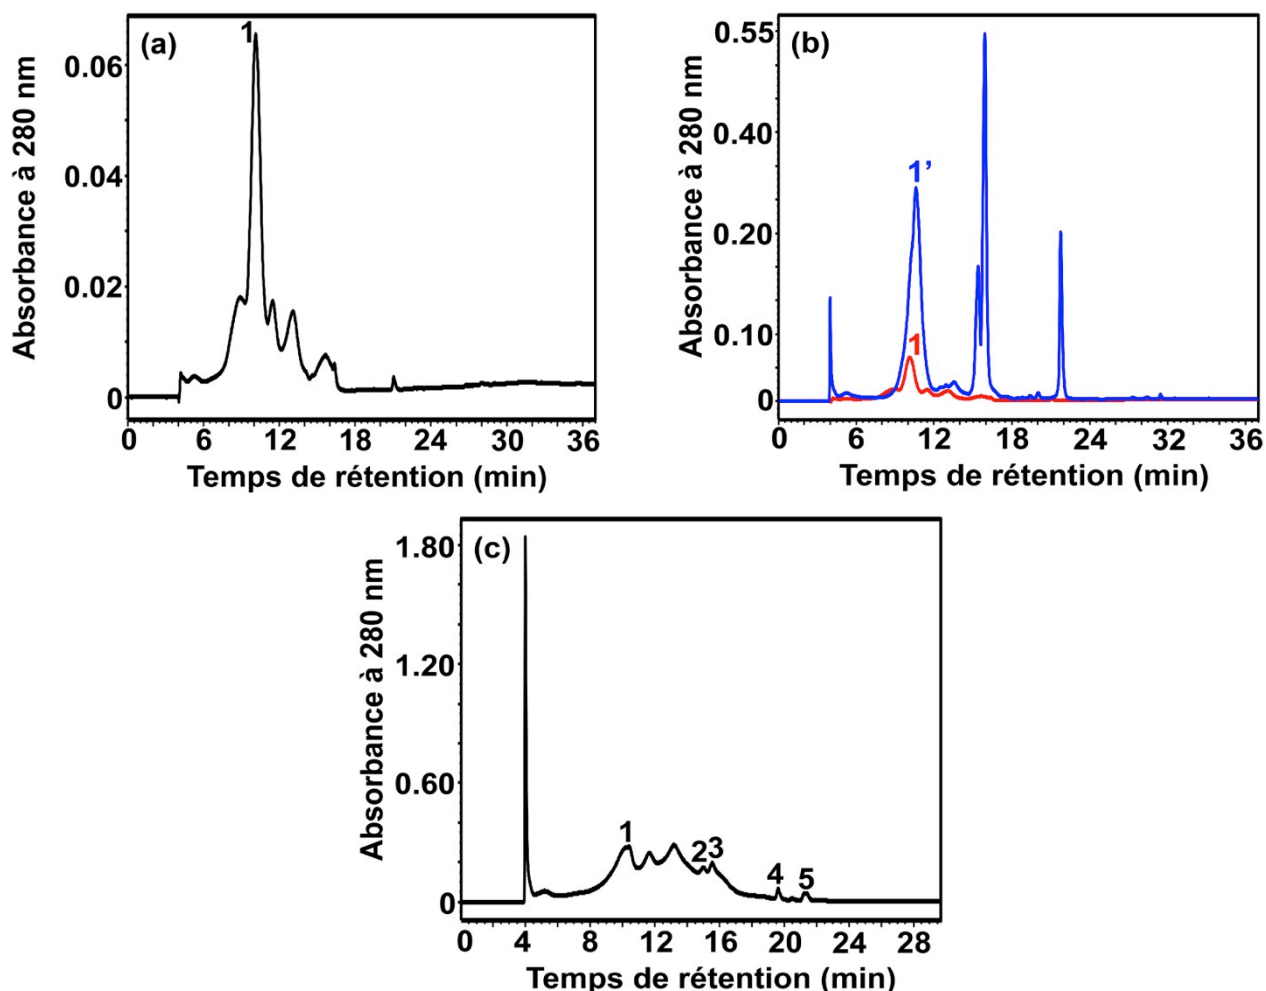 (a)
1
Absorbance à 280 nm
0.06
0.04
0.02
0
0 6 12 18 24 30 36
Temps de rétention (min)
(b)
1’
1
Absorbance à 280 nm
0.55
0.40
0.20
0.10
0
0 6 12 18 24 32 36
Temps de rétention (min)
(c)
1
23
4
5
Absorbance à 280 nm
1.80
1.20
0.60
0
0 4 8 12 16 20 24 28
Temps de rétention (min)